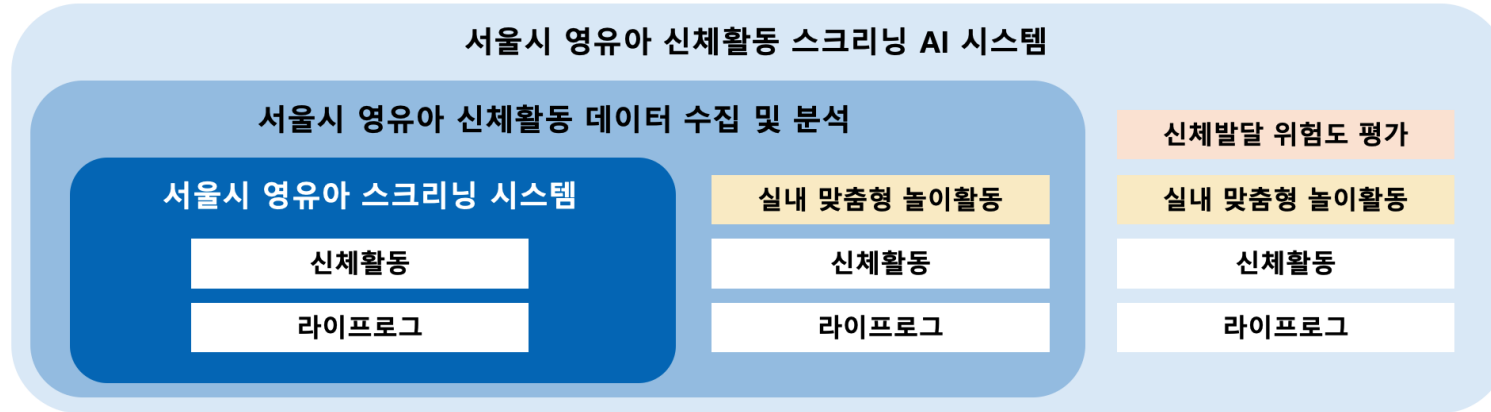 서울시 영유아 신체활동 스크리닝 AI 시스템
서울시 영유아 신체활동 데이터 수집 및 분석
서울시 영유아 스크리닝 시스템
신체활동
라이프로그
실내 맞춤형 놀이활동
신체활동
라이프로그
신체발달 위험도 평가
실내 맞춤형 놀이활동
신체활동
라이프로그